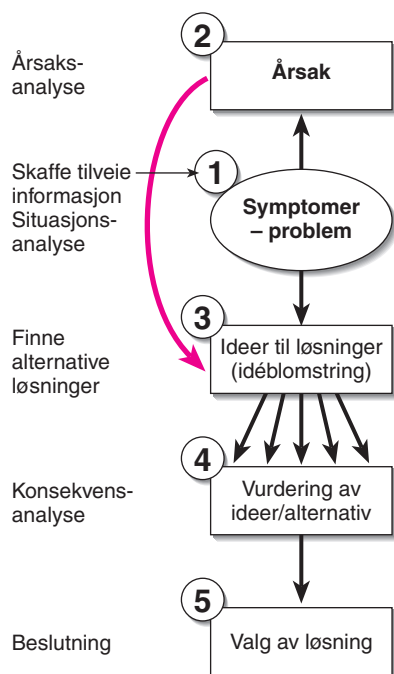 2
Årsaks-
analyse
Årsak
Skaffe tilveie
informasjon
Situasjons-
analyse
1
Symptomer
– problem
3
Finne
alternative
løsninger
Ideer til løsninger
(idéblomstring)
4
Konsekvens-
analyse
Vurdering av
ideer/alternativ
5
Beslutning
Valg av løsning